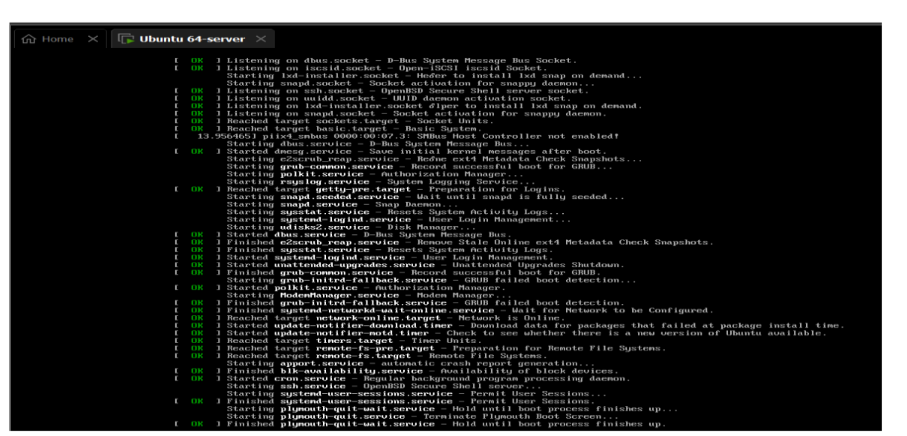 Home
Ubuntu 64-server
[ OK ] Listening on dbus.socket - D-Bus System Message Bus Socket.
[ OK ] Listening on iscsid.socket - Open-iSCSI iscsid Socket.
Starting lxd-installer.socket - Helper to install lxd snap on demand...
Starting snapd.socket - Socket activation for snappy daemon...
[ OK ] Listening on ssh.socket - OpenBSD Secure Shell server socket.
[ OK ] Listening on uuidd.socket - UUID daemon activation socket.
[ OK ] Listening on lxd-installer.socket to install lxd snap on demand.
[ OK ] Listening on snapd.socket - Socket activation for snappy daemon.
[ OK ] Reached target sockets.target - Socket Units.
[ OK ] Reached target basic.target - Basic System.
13.956465] piix4_smbus 0000:00:07.3: SMBus Host Controller not enabled!
Starting dbus.service - D-Bus System Message Bus...
[ OK ] Started dmesg.service - Save initial kernel messages after boot.
Starting e2scrub_reap.service - ext4 Metadata Check Snapshots...
Starting grub-common.service - Record successful boot for GRUB...
Starting polkit.service - Authorization Manager...
Starting rsyslog.service - System Logging Service...
[ OK ] Reached target getty-pre.target - Preparation for Logins.
Starting snapd.seeded.service - Wait until snapd is fully seeded...
Starting snapd.service - Snap Daemon...
Starting sysstat.service - Resets System Activity Logs...
Starting systemd-logind.service - User Login Management...
Starting udisks2.service - Disk Manager...
[ OK ] Started dbus.service - D-Bus System Message Bus.
[ OK ] Finished e2scrub_reap.service - Remove Stale Online ext4 Metadata Check Snapshots.
[ OK ] Finished sysstat.service - Resets System Activity Logs.
[ OK ] Started systemd-logind.service - User Login Management.
[ OK ] Started unattended-upgrades.service - Unattended Upgrades Shutdown.
[ OK ] Finished grub-common.service - Record successful boot for GRUB.
Starting grub-initrd-fallback.service - GRUB failed boot detection...
[ OK ] Started polkit.service - Authorization Manager.
Starting ModemManager.service - Modem Manager...
[ OK ] Finished grub-initrd-fallback.service - GRUB failed boot detection.
[ OK ] Finished systemd-networkd-wait-online.service - Wait for Network to be Configured.
[ OK ] Reached target network-online.target - Network is Online.
[ OK ] Started update-notifier-download.timer - Download data for packages that failed at package install time.
[ OK ] Started update-notifier-motd.timer - Check to see whether there is a new version of Ubuntu available.
[ OK ] Reached target timers.target - Timer Units.
[ OK ] Reached target remote-fs-pre.target - Preparation for Remote File Systems.
[ OK ] Reached target remote-fs.target - Remote File Systems.
Starting apport.service - automatic crash report generation...
[ OK ] Finished blk-availability.service - Availability of block devices.
[ OK ] Started cron.service - Regular background program processing daemon.
Starting ssh.service - OpenBSD Secure Shell server...
Starting systemd-user-sessions.service - Permit User Sessions...
[ OK ] Finished systemd-user-sessions.service - Permit User Sessions.
Starting plymouth-quit-wait.service - Hold until boot process finishes up...
Starting plymouth-quit.service - Terminate Plymouth Boot Screen...
[ OK ] Finished plymouth-quit-wait.service - Hold until boot process finishes up.